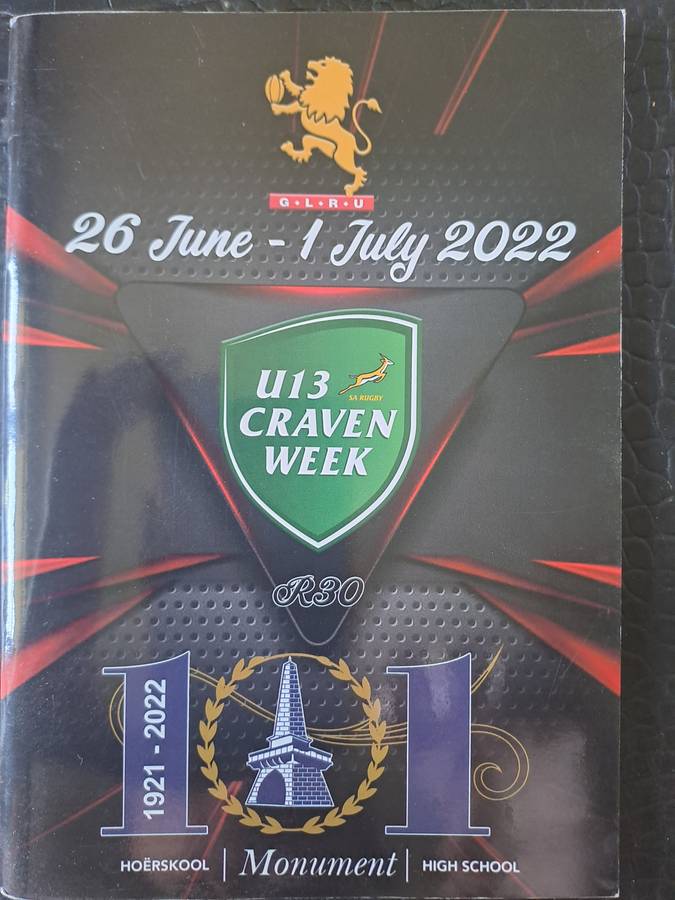 G•L•R•U
26 June - 1 July 2022
U13
SA RUGBY
CRAVEN
WEEK
R30
101
1921 - 2022
HOËRSKOOL | Monument | HIGH SCHOOL